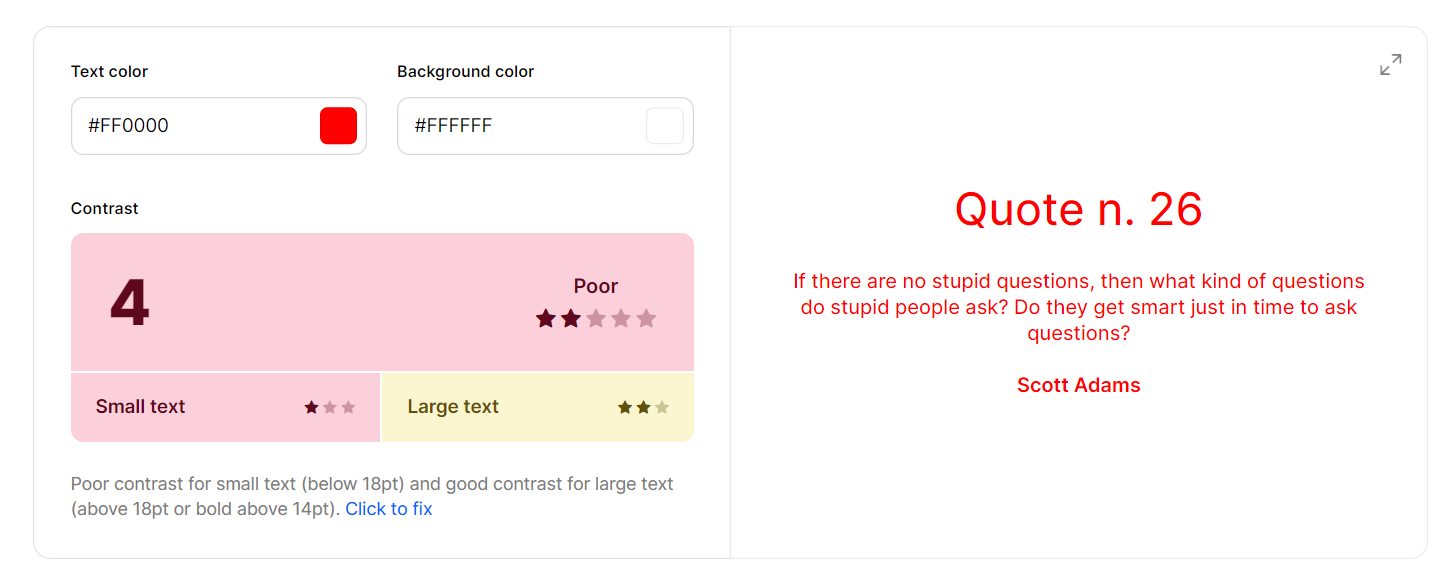 Text color
Background color
#FF0000
#FFFFFF
Contrast
4
Poor
Small text
Large text
Poor contrast for small text (below 18pt) and good contrast for large text
(above 18pt or bold above 14pt). Click to fix
Quote n. 26
If there are no stupid questions, then what kind of questions
do stupid people ask? Do they get smart just in time to ask
questions?
Scott Adams